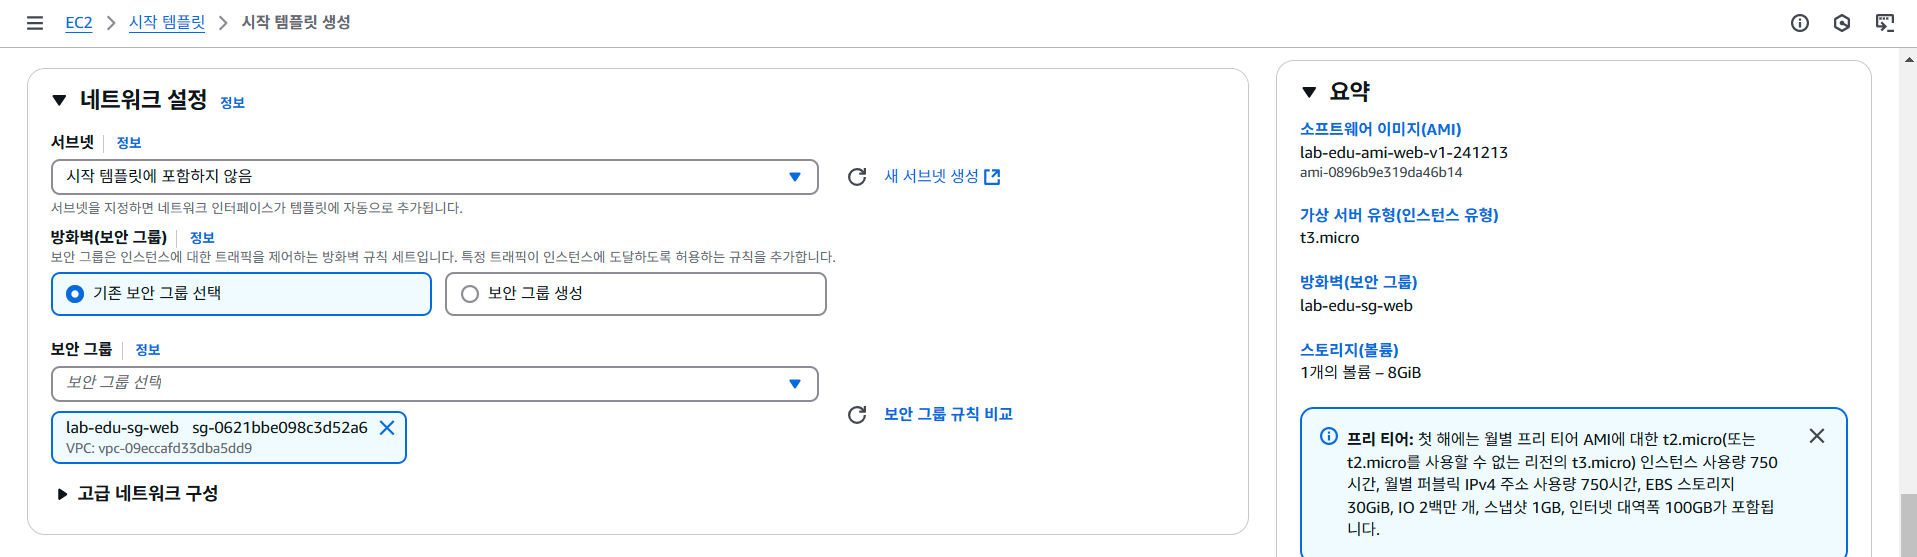 EC2 > 시작 템플릿 > 시작 템플릿 생성
네트워크 설정 정보
서브넷 정보
시작 템플릿에 포함하지 않음
새 서브넷 생성
서브넷을 지정하면 네트워크 인터페이스가 템플릿에 자동으로 추가됩니다.
방화벽(보안 그룹) 정보
보안 그룹은 인스턴스에 대한 트래픽을 제어하는 방화벽 규칙 세트입니다. 특정 트래픽이 인스턴스에 도달하도록 허용하는 규칙을 추가합니다.
기존 보안 그룹 선택
보안 그룹 생성
보안 그룹 정보
보안 그룹 선택
lab-edu-sg-web sg-0621bbe098c3d52a6
VPC: vpc-09eccafd33dba5dd9
보안 그룹 규칙 비교
고급 네트워크 구성
요약
소프트웨어 이미지(AMI)
lab-edu-ami-web-v1-241213
ami-0896b9e319da46b14
가상 서버 유형(인스턴스 유형)
t3.micro
방화벽(보안 그룹)
lab-edu-sg-web
스토리지(볼륨)
1개의 볼륨 – 8GiB
프리 티어: 첫 해에는 월별 프리 티어 AMI에 대한 t2.micro(또는
t2.micro를 사용할 수 없는 리전의 t3.micro) 인스턴스 사용량 750
시간, 월별 퍼블릭 IPv4 주소 사용량 750시간, EBS 스토리지
30GiB, IO 2백만 개, 스냅샷 1GB, 인터넷 대역폭 100GB가 포함됩
니다.